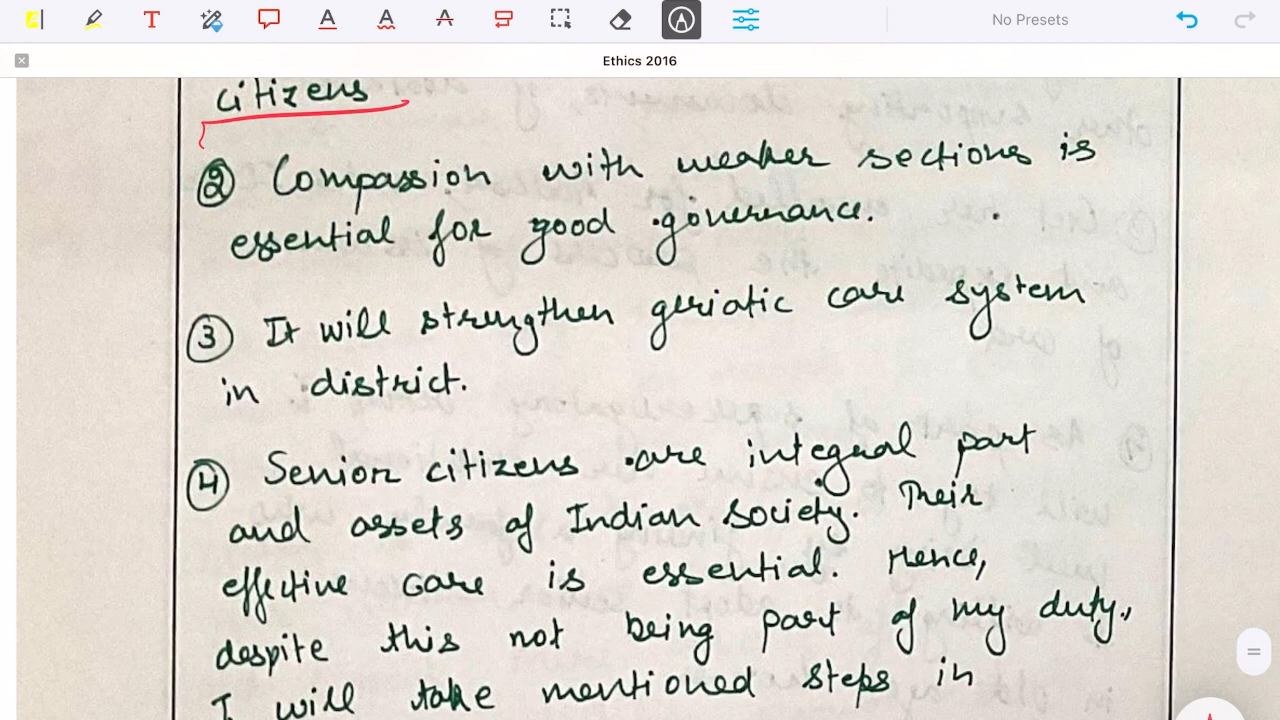 No Presets
Ethics 2016
citizens
② Compassion with weaker sections is
essential for good governance.
③ It will strengthen geriatic care system
in district.
④ Senior citizens are integral part
and assets of Indian society. Their
effective care is essential. Hence,
despite this not being part of my duty,
I will take mentioned steps in